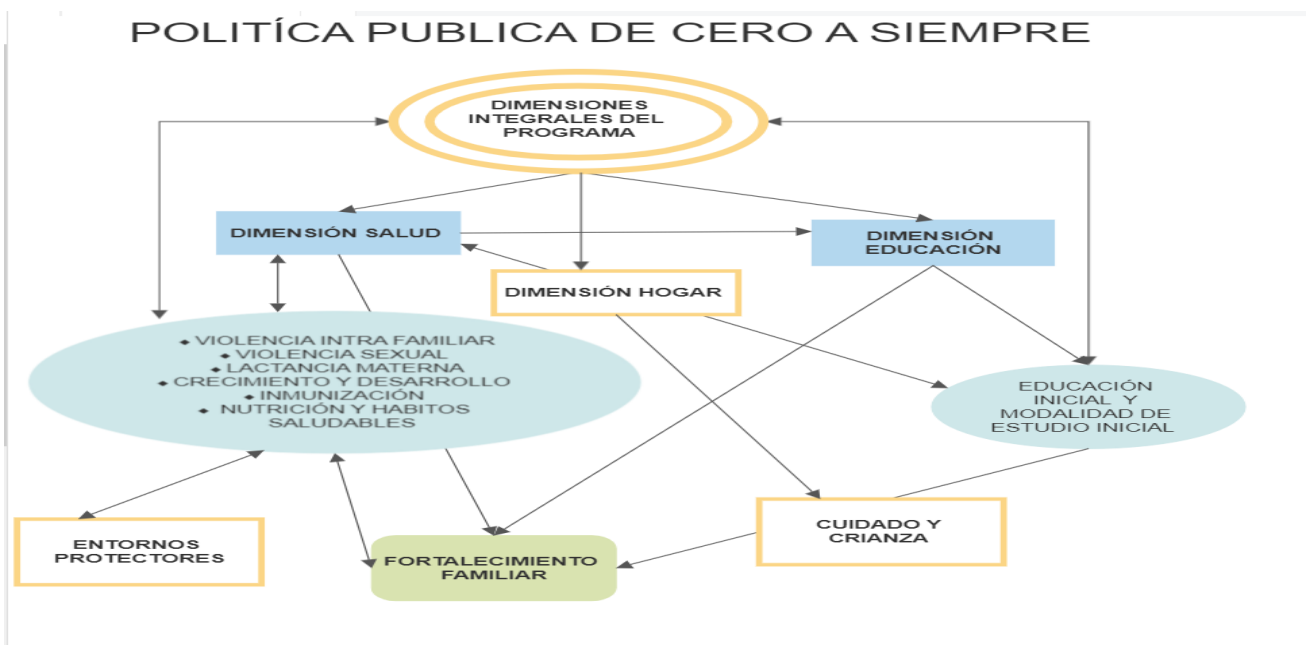 POLITÍCA PUBLICA DE CERO A SIEMPRE
DIMENSIONES
INTEGRALES DEL
PROGRAMA
DIMENSIÓN SALUD
DIMENSIÓN
EDUCACIÓN
DIMENSIÓN HOGAR
◆ VIOLENCIA INTRA FAMILIAR
◆ VIOLENCIA SEXUAL
◆ LACTANCIA MATERNA
◆ CRECIMIENTO Y DESARROLLO
◆ INMUNIZACIÓN
◆ NUTRICIÓN Y HABITOS
SALUDABLES
EDUCACIÓN
INICIAL Y
MODALIDAD DE
ESTUDIO INICIAL
ENTORNOS
PROTECTORES
FORTALECIMIENTO
FAMILIAR
CUIDADO Y
CRIANZA